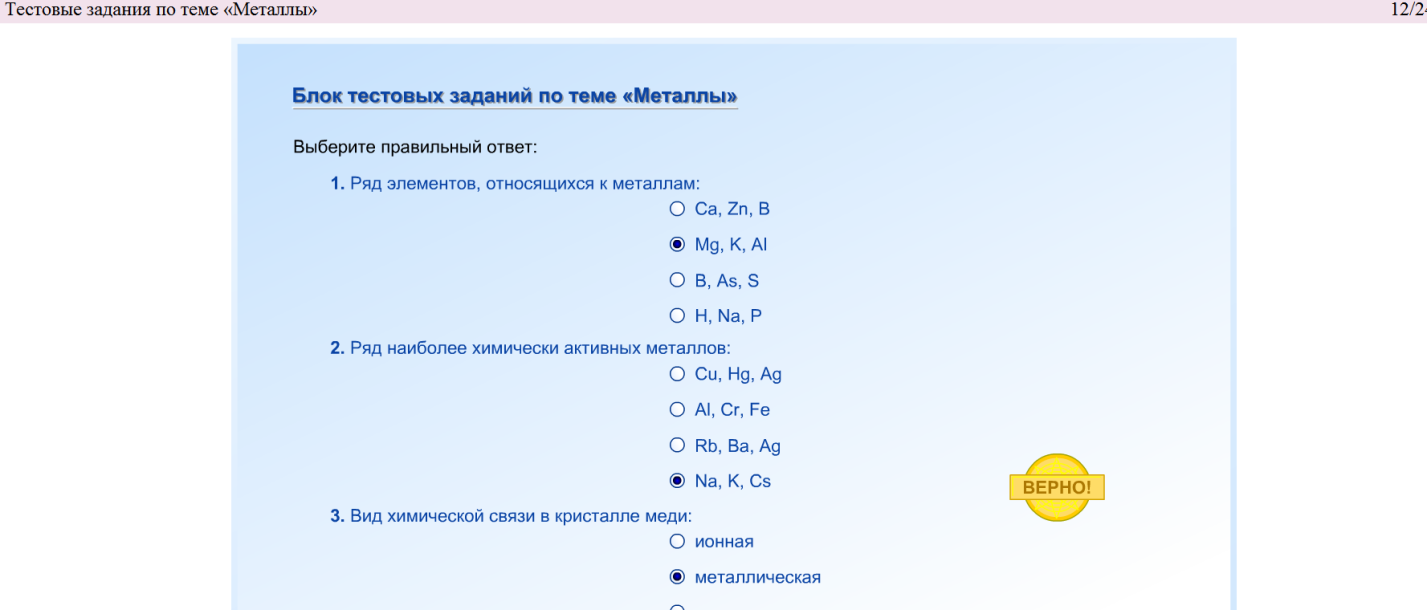 Тестовые задания по теме «Металлы»
12/24
Блок тестовых заданий по теме «Металлы»
Выберите правильный ответ:
1. Ряд элементов, относящихся к металлам:
Ca, Zn, B
Mg, K, Al
B, As, S
H, Na, P
2. Ряд наиболее химически активных металлов:
Cu, Hg, Ag
Al, Cr, Fe
Rb, Ba, Ag
Na, K, Cs
ВЕРНО!
3. Вид химической связи в кристалле меди:
ионная
металлическая